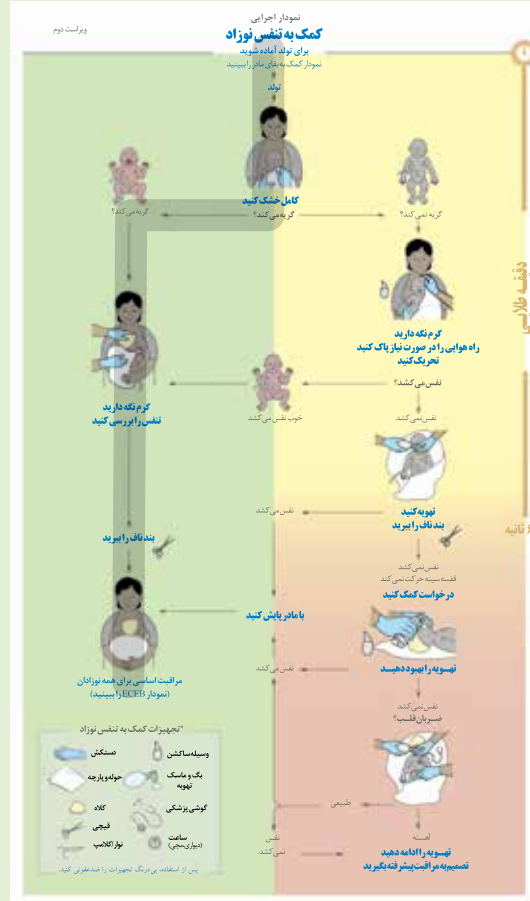 نمودار اجرایی
ویراست دوم
کمک به تنفس نوزاد
برای تولد آماده شوید
نمودار کمک به بقای مادر را ببینید
تولد
کامل خشک کنید
گریه می‌کند؟
گریه می‌کند؟
گریه نمی‌کند؟
دقیقه طلایی
گرم نگه دارید
راه هوایی را در صورت نیاز پاک کنید
تحریک کنید
گرم نگه دارید
تنفس را بررسی کنید
خوب نفس می‌کشد
نفس می‌کشد؟
نفس نمی‌کشد
تهویه کنید
بند ناف را ببرید
نفس می‌کشد
ثانیه
بند ناف را ببرید
نفس نمی‌کشد
قفسه سینه حرکت نمی‌کند
درخواست کمک کنید
با مادر پایش کنید
تهویه را بهبود دهید
نفس می‌کشد
مراقبت اساسی برای همه نوزادان
(نمودار ECEB را ببینید)
نفس نمی‌کشد
ضربان قلب؟
طبیعی
آهسته
تهویه را ادامه دهید
تصمیم به مراقبت پیشرفته بگیرید
نفس
نمی‌کشد
*تجهیزات کمک به تنفس نوزاد
وسیله ساکشن
دستکش
بگ و ماسک
تهویه
حوله و پارچه
گوشی پزشکی
کلاه
قیچی
ساعت
(دیواری، مچی)
نوار/کلامپ
پس از استفاده، بی‌درنگ تجهیزات را ضدعفونی کنید.